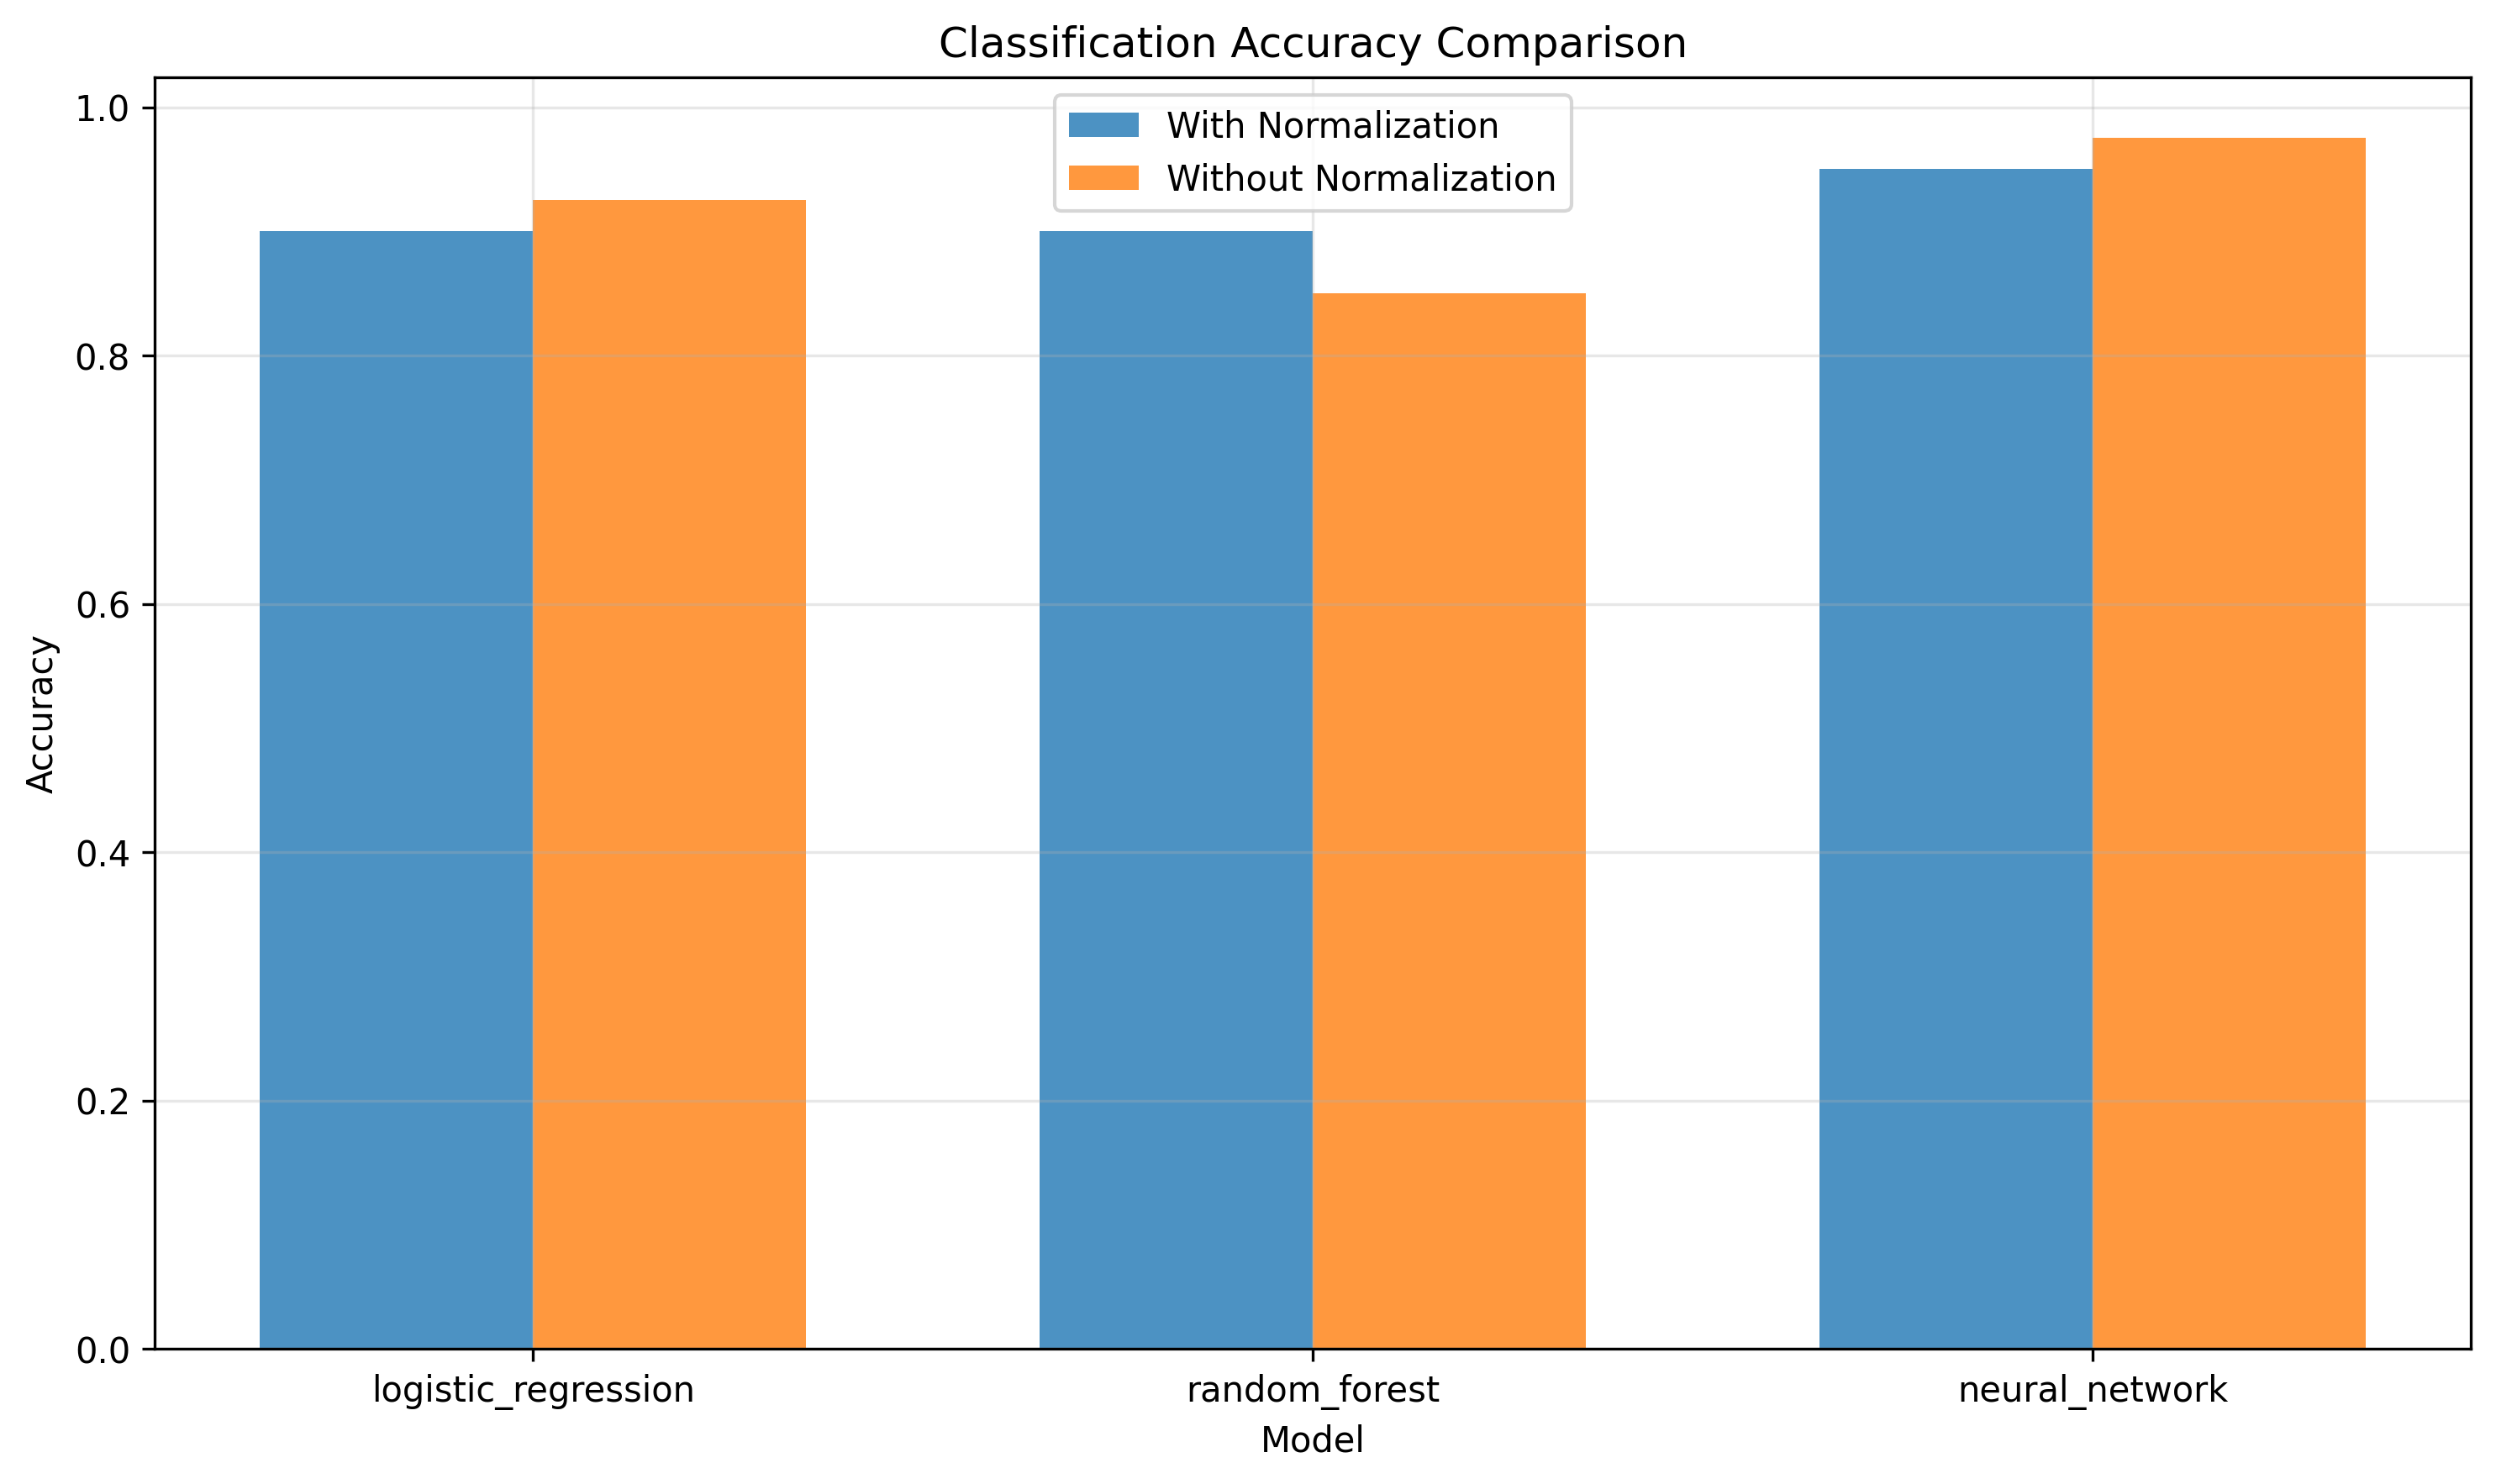 Classification Accuracy Comparison
With Normalization
Without Normalization
1.0
0.8
0.6
0.4
0.2
0.0
Accuracy
logistic_regression
random_forest
neural_network
Model